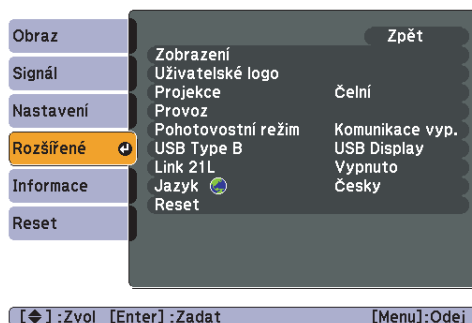 Obraz
Signál
Nastavení
Rozšířené
Informace
Reset
Zpět
Zobrazení
Uživatelské logo
Projekce Čelní
Provoz
Pohotovostní režim Komunikace vyp.
USB Type B USB Display
Link 21L Vypnuto
Jazyk Česky
Reset
[◆] :Zvol [Enter] :Zadat [Menu]:Odej